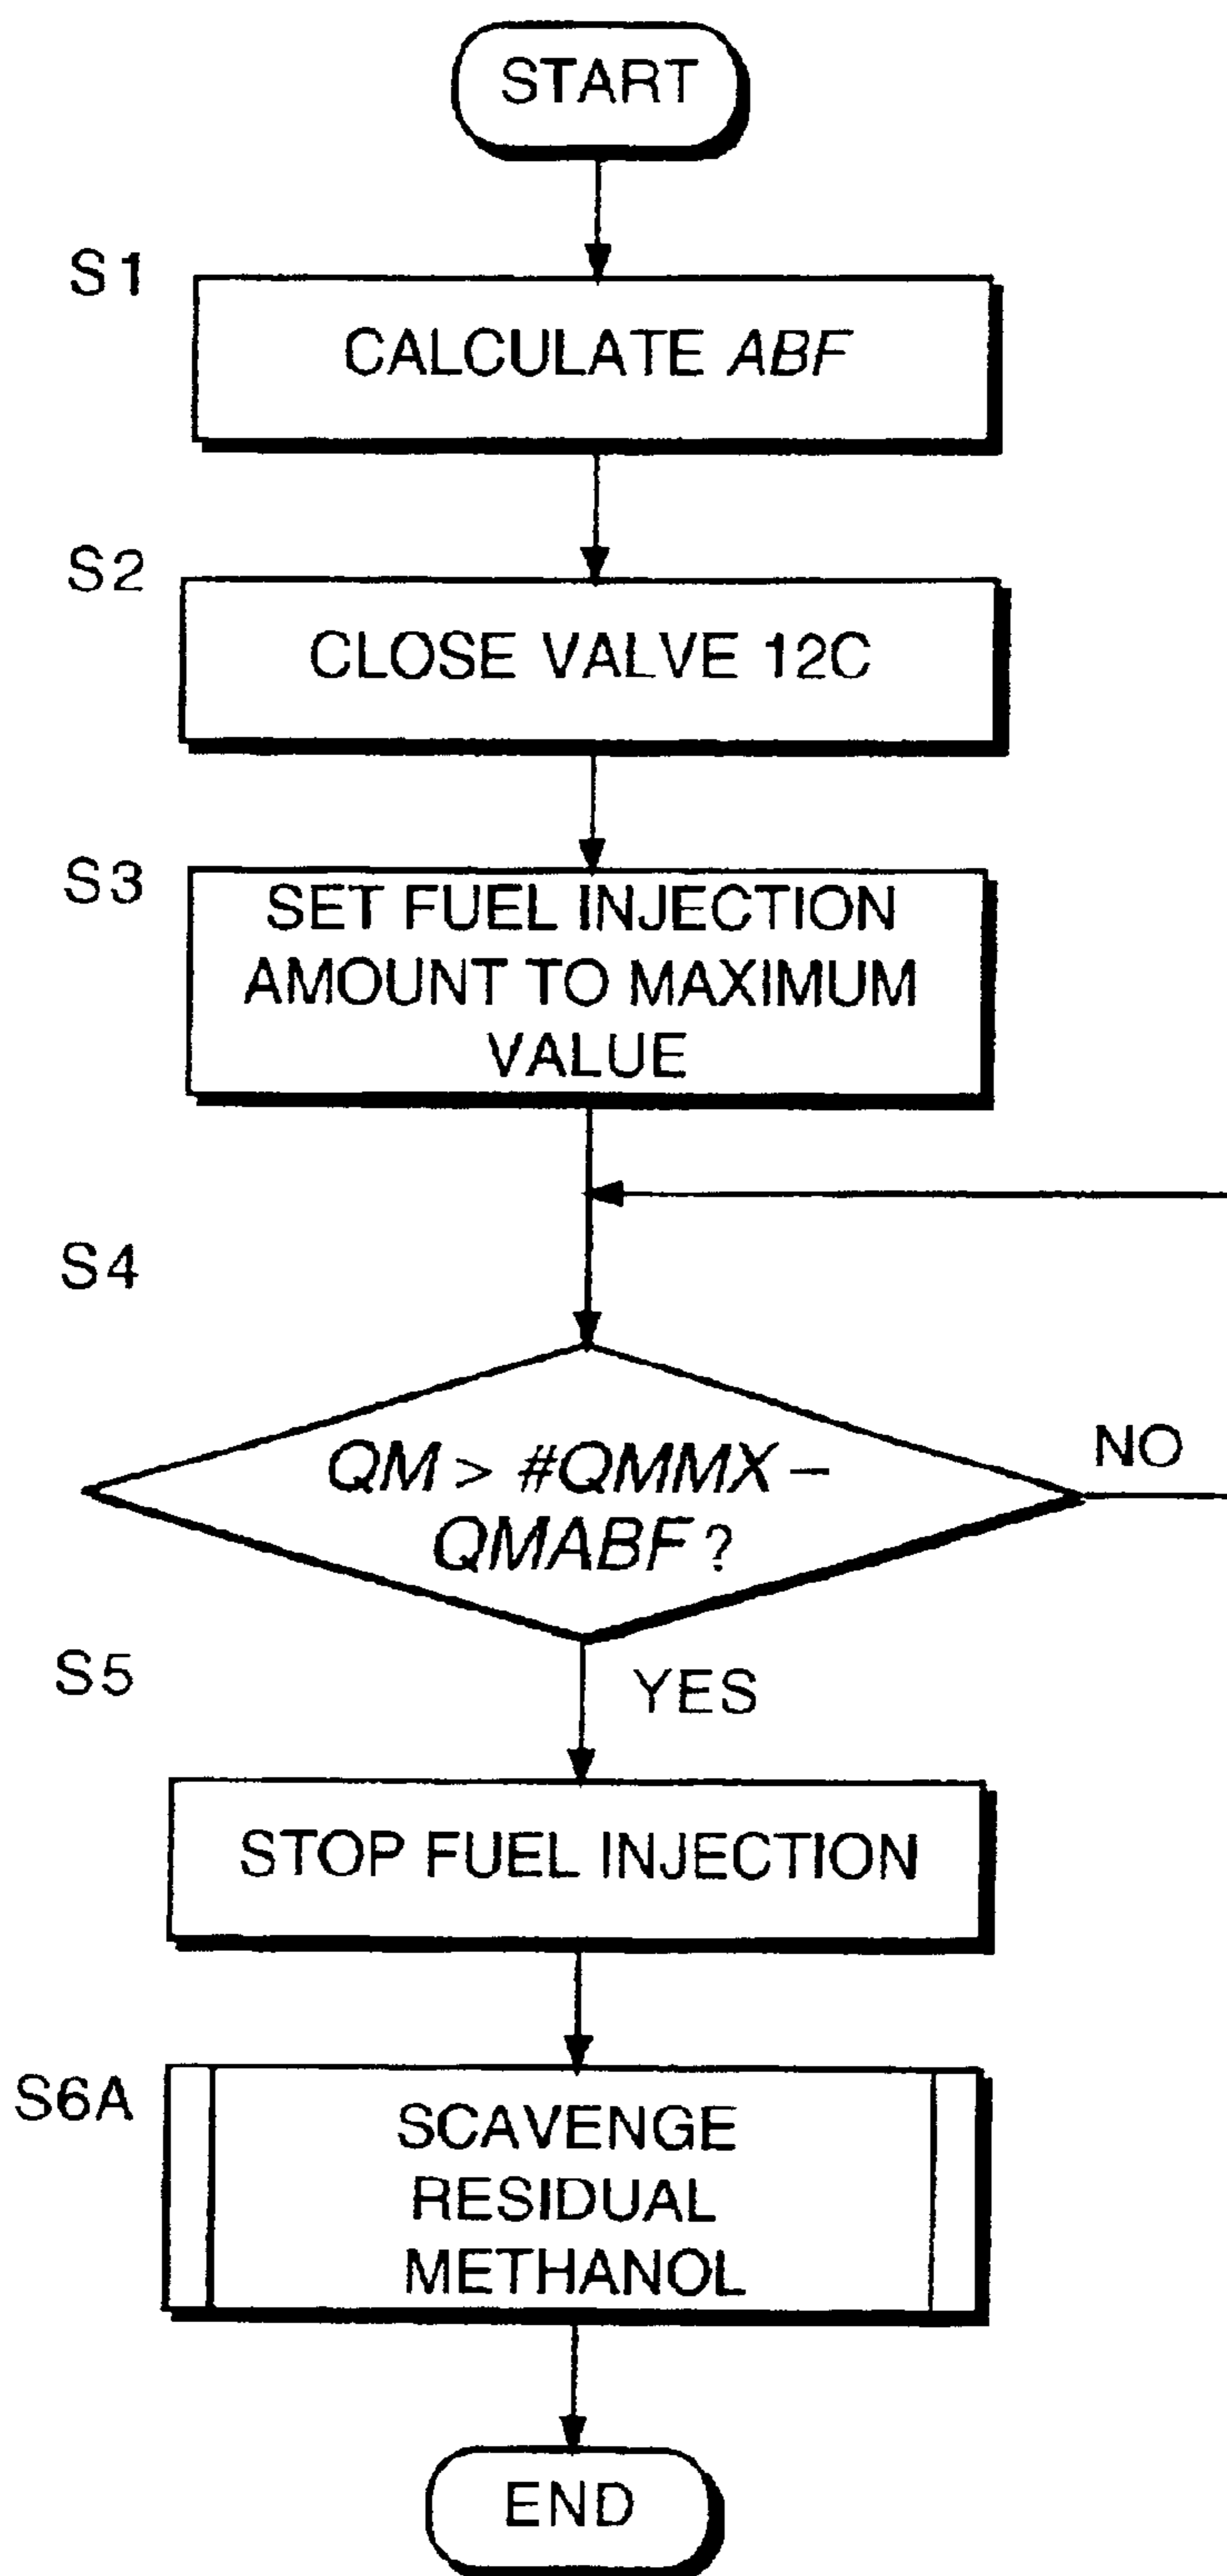 START
S1
CALCULATE ABF
S2
CLOSE VALVE 12C
S3
SET FUEL INJECTION
AMOUNT TO MAXIMUM
VALUE
S4
QM > #QMMX –
QMABF ?
NO
YES
S5
STOP FUEL INJECTION
S6A
SCAVENGE
RESIDUAL
METHANOL
END